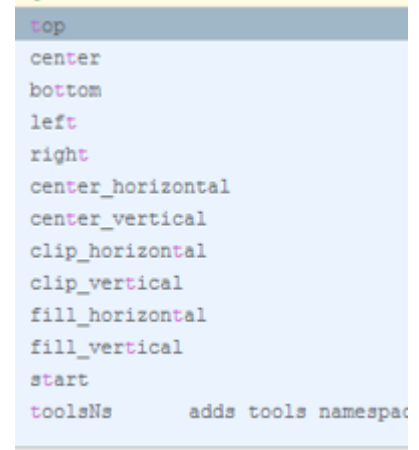 top
center
bottom
left
right
center_horizontal
center_vertical
clip_horizontal
clip_vertical
fill_horizontal
fill_vertical
start
toolsNs adds tools namespac